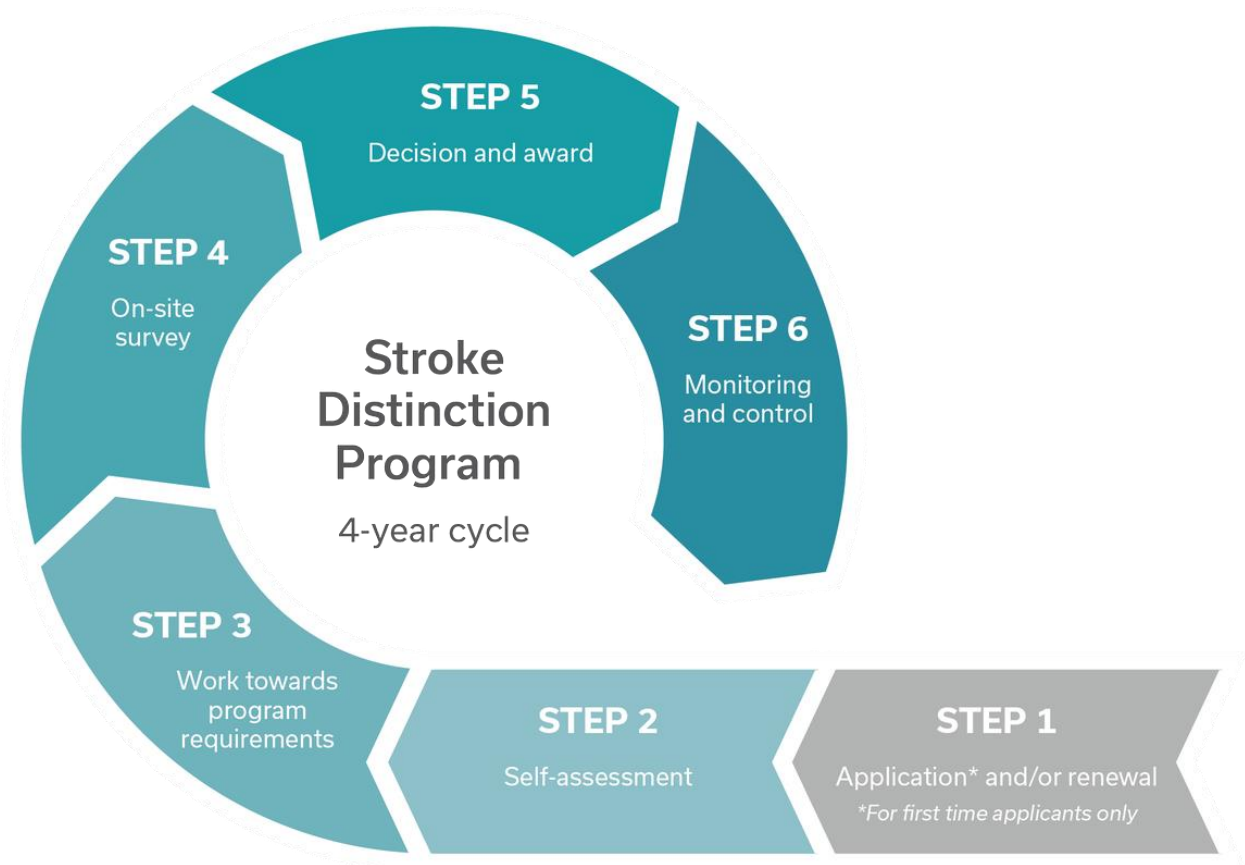 Stroke
Distinction
Program
4-year cycle
STEP 1
Application* and/or renewal
*For first time applicants only
STEP 2
Self-assessment
STEP 3
Work towards
program
requirements
STEP 4
On-site
survey
STEP 5
Decision and award
STEP 6
Monitoring
and control